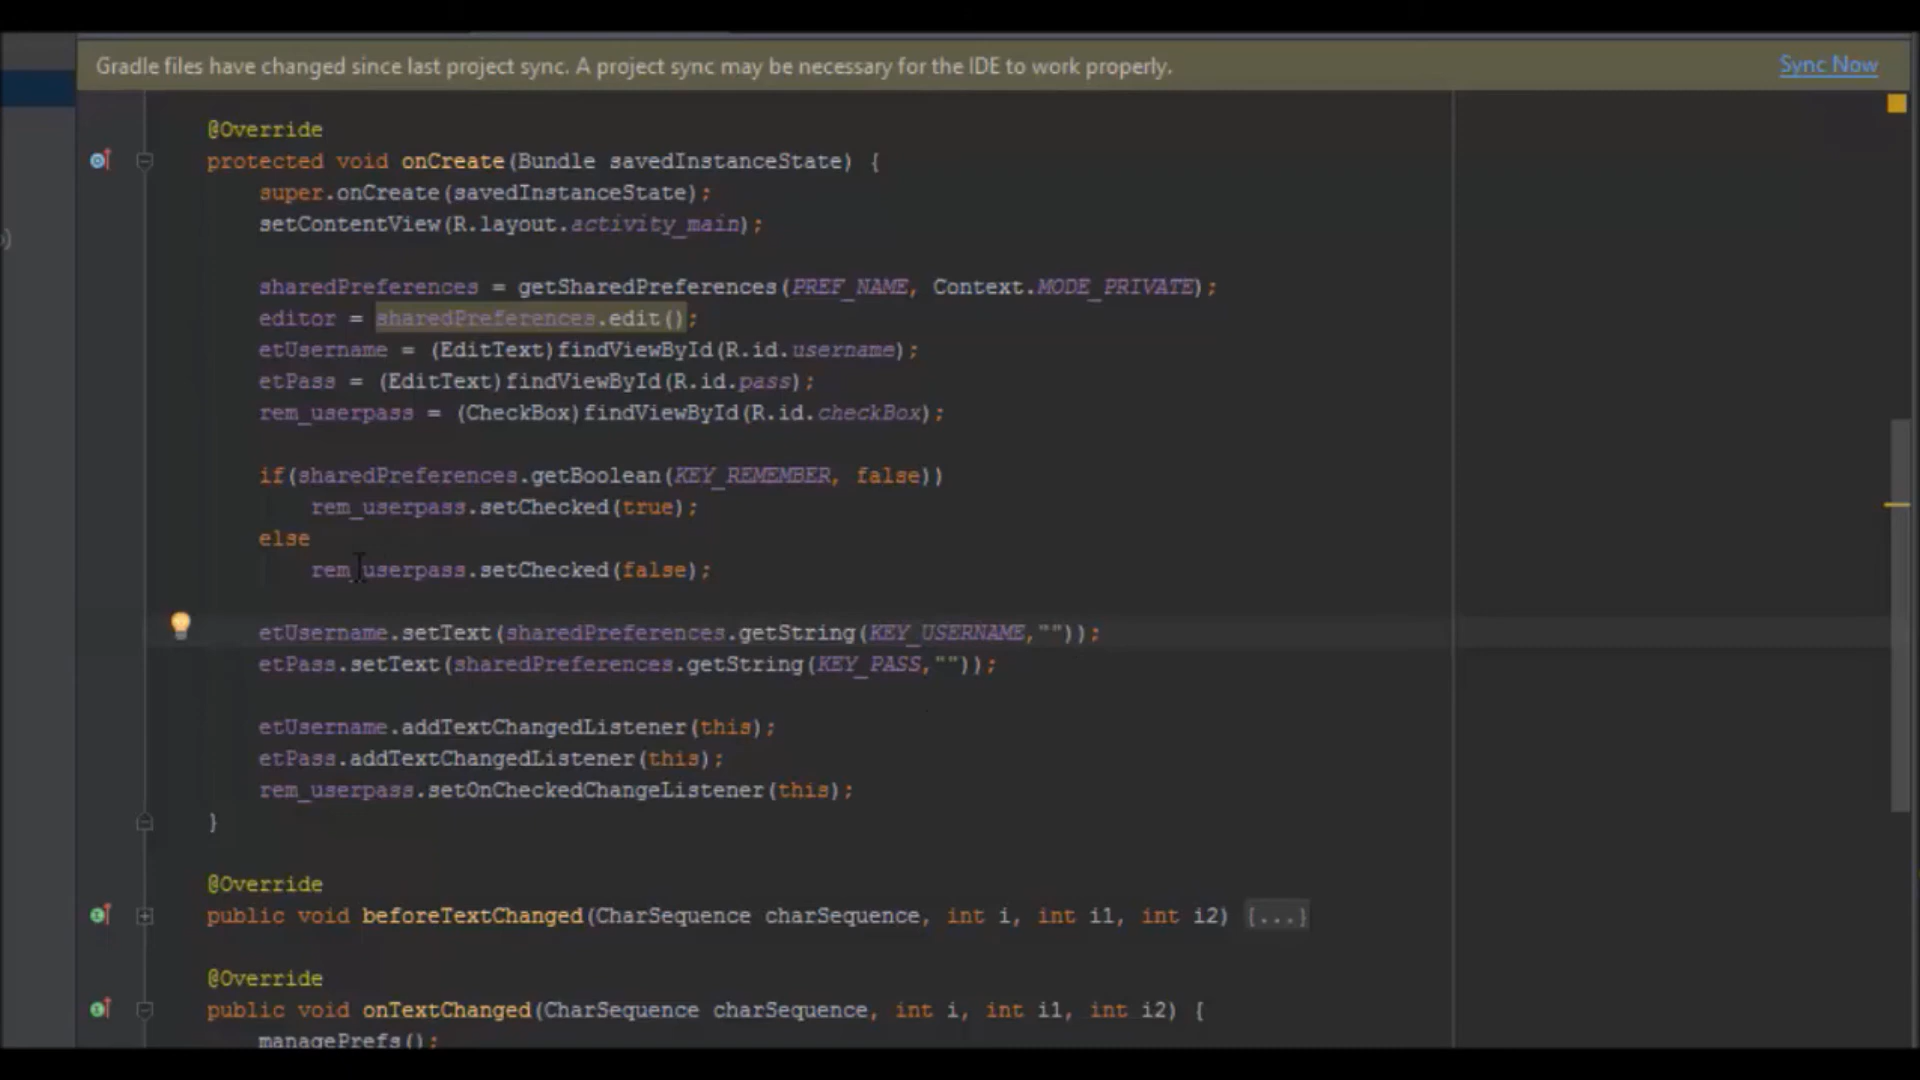 Gradle files have changed since last project sync. A project sync may be necessary for the IDE to work properly. Sync Now
@Override
protected void onCreate(Bundle savedInstanceState) {
super.onCreate(savedInstanceState);
setContentView(R.layout.activity_main);
sharedPreferences = getSharedPreferences(PREF_NAME, Context.MODE_PRIVATE);
editor = sharedPreferences.edit();
etUsername = (EditText)findViewById(R.id.username);
etPass = (EditText)findViewById(R.id.pass);
rem_userpass = (CheckBox)findViewById(R.id.checkBox);
if(sharedPreferences.getBoolean(KEY_REMEMBER, false))
rem_userpass.setChecked(true);
else
rem_userpass.setChecked(false);
etUsername.setText(sharedPreferences.getString(KEY_USERNAME,""));
etPass.setText(sharedPreferences.getString(KEY_PASS,""));
etUsername.addTextChangedListener(this);
etPass.addTextChangedListener(this);
rem_userpass.setOnCheckedChangeListener(this);
}
@Override
public void beforeTextChanged(CharSequence charSequence, int i, int i1, int i2) {...}
@Override
public void onTextChanged(CharSequence charSequence, int i, int i1, int i2) {
managePrefs();